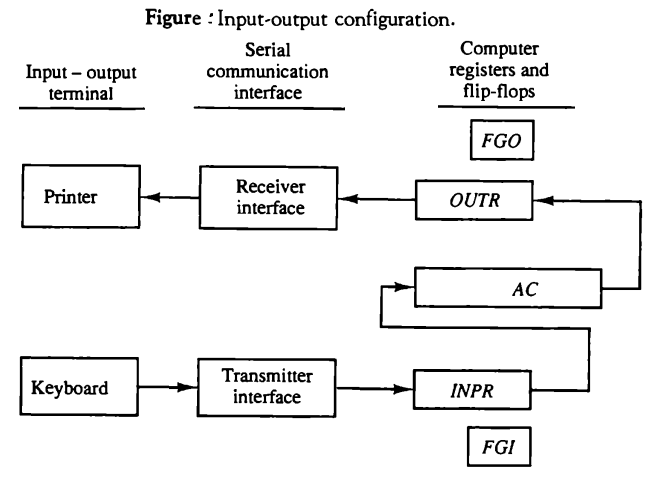 Figure : Input-output configuration.
Input – output
terminal
Serial
communication
interface
Computer
registers and
flip-flops
FGO
Printer
Receiver
interface
OUTR
AC
Keyboard
Transmitter
interface
INPR
FGI